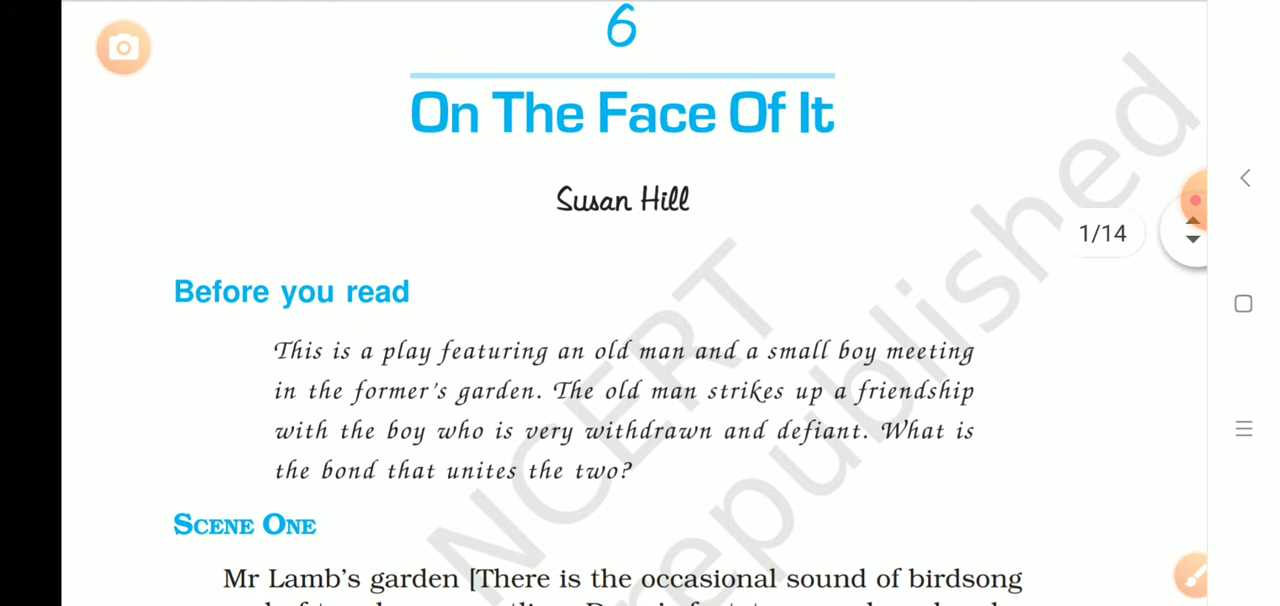 6
On The Face Of It
Susan Hill
1/14
Before you read
This is a play featuring an old man and a small boy meeting
in the former's garden. The old man strikes up a friendship
with the boy who is very withdrawn and defiant. What is
the bond that unites the two?
SCENE ONE
Mr Lamb's garden [There is the occasional sound of birdsong
NCERT
republished